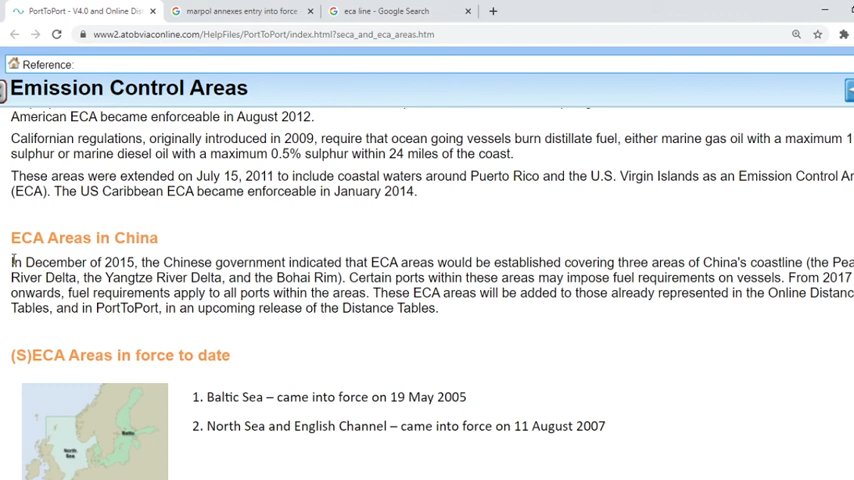 PortToPort - V4.0 and Online Dis
marpol annexes entry into force
eca line - Google Search
www2.atobviaonline.com/HelpFiles/PortToPort/index.html?seca_and_eca_areas.htm
Reference:
Emission Control Areas
American ECA became enforceable in August 2012.
Californian regulations, originally introduced in 2009, require that ocean going vessels burn distillate fuel, either marine gas oil with a maximum 1
sulphur or marine diesel oil with a maximum 0.5% sulphur within 24 miles of the coast.
These areas were extended on July 15, 2011 to include coastal waters around Puerto Rico and the U.S. Virgin Islands as an Emission Control Ar
(ECA). The US Caribbean ECA became enforceable in January 2014.
ECA Areas in China
In December of 2015, the Chinese government indicated that ECA areas would be established covering three areas of China's coastline (the Pea
River Delta, the Yangtze River Delta, and the Bohai Rim). Certain ports within these areas may impose fuel requirements on vessels. From 2017
onwards, fuel requirements apply to all ports within the areas. These ECA areas will be added to those already represented in the Online Distanc
Tables, and in PortToPort, in an upcoming release of the Distance Tables.
(S)ECA Areas in force to date
1. Baltic Sea – came into force on 19 May 2005
2. North Sea and English Channel – came into force on 11 August 2007
Baltic
North
Sea